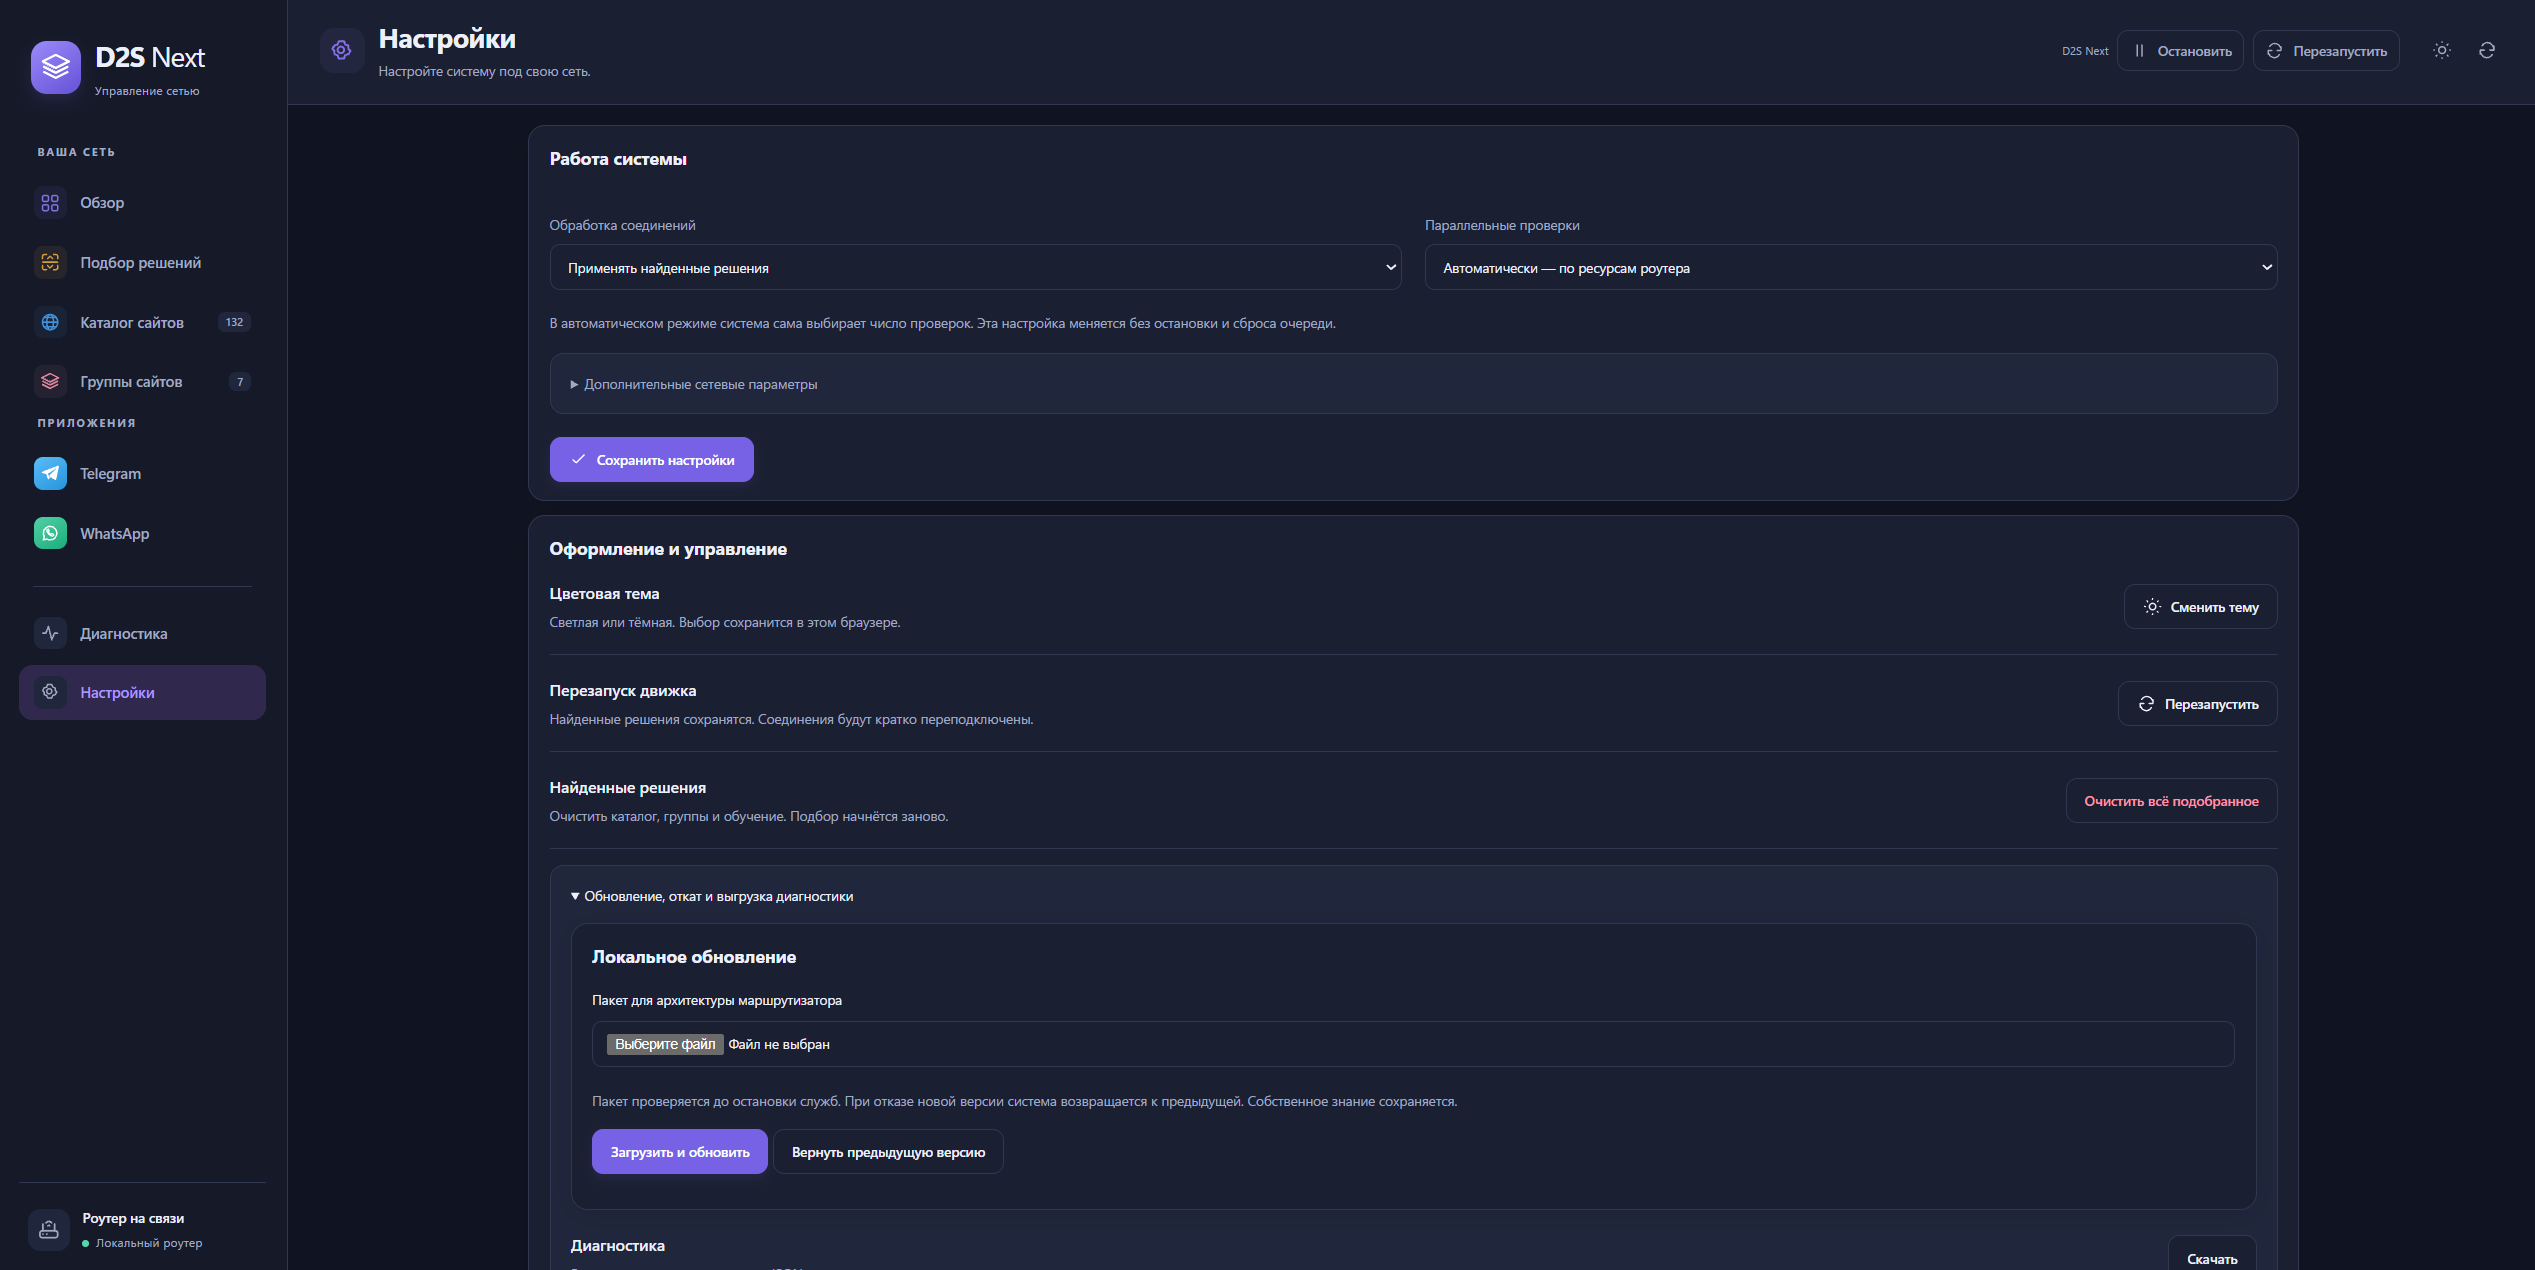 D2S Next
Управление сетью
ВАША СЕТЬ
Обзор
Подбор решений
Каталог сайтов 132
Группы сайтов 7
ПРИЛОЖЕНИЯ
Telegram
WhatsApp
Диагностика
Настройки
Роутер на связи
Локальный роутер
Настройки
Настройте систему под свою сеть.
D2S Next Остановить Перезапустить
Работа системы
Обработка соединений
Применять найденные решения
Параллельные проверки
Автоматически — по ресурсам роутера
В автоматическом режиме система сама выбирает число проверок. Эта настройка меняется без остановки и сброса очереди.
Дополнительные сетевые параметры
Сохранить настройки
Оформление и управление
Цветовая тема
Светлая или тёмная. Выбор сохранится в этом браузере.
Сменить тему
Перезапуск движка
Найденные решения сохранятся. Соединения будут кратко переподключены.
Перезапустить
Найденные решения
Очистить каталог, группы и обучение. Подбор начнётся заново.
Очистить всё подобранное
Обновление, откат и выгрузка диагностики
Локальное обновление
Пакет для архитектуры маршрутизатора
Выберите файл Файл не выбран
Пакет проверяется до остановки служб. При отказе новой версии система возвращается к предыдущей. Собственное знание сохраняется.
Загрузить и обновить Вернуть предыдущую версию
Диагностика
Скачать